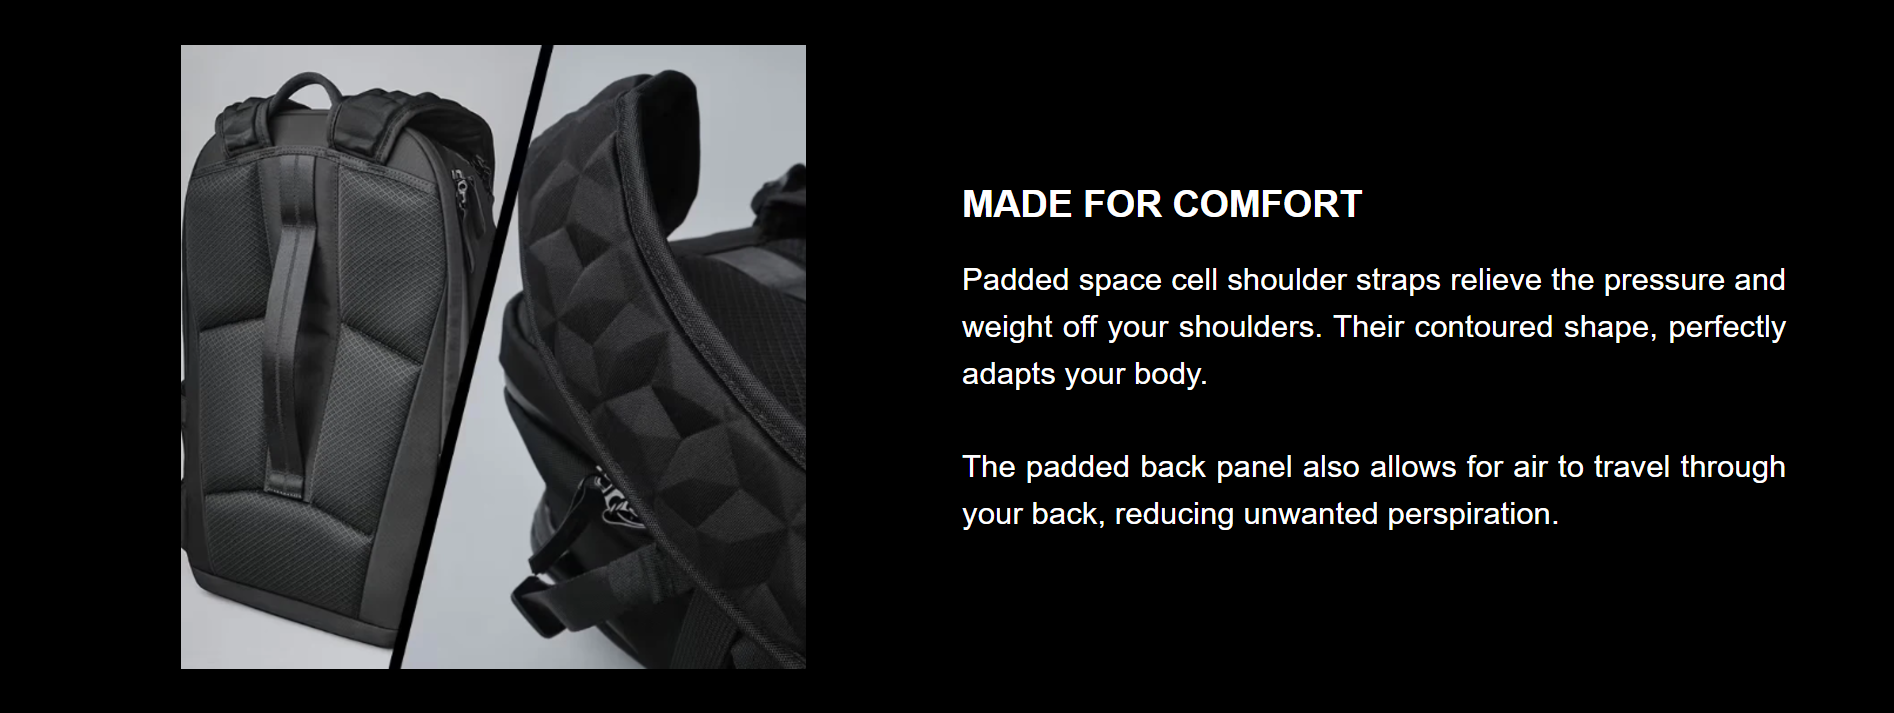 MADE FOR COMFORT
Padded space cell shoulder straps relieve the pressure and
weight off your shoulders. Their contoured shape, perfectly
adapts your body.
The padded back panel also allows for air to travel through
your back, reducing unwanted perspiration.